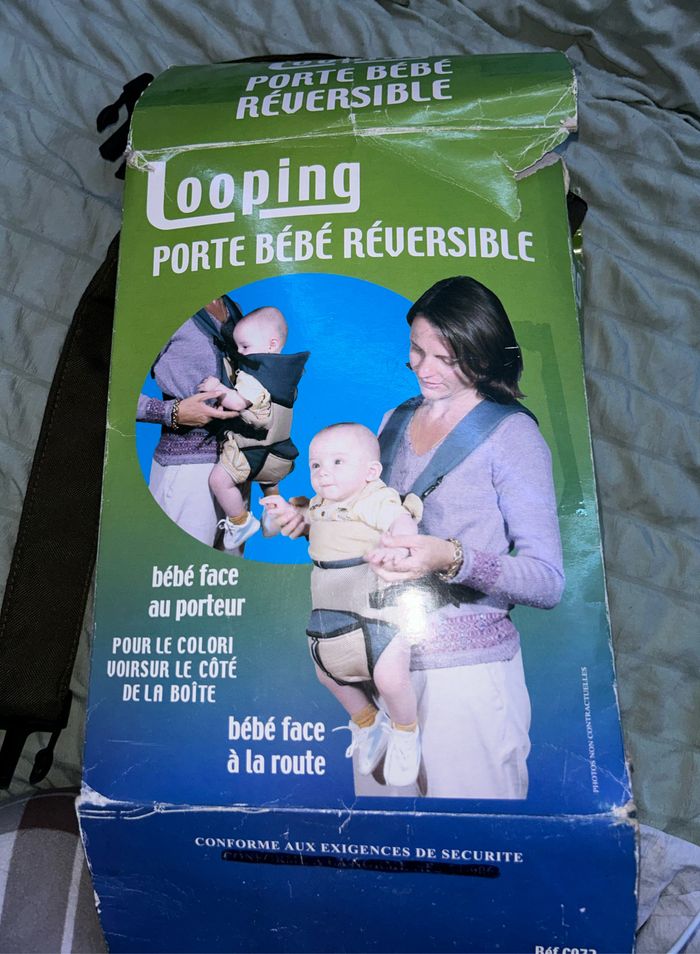 PORTE BÉBÉ
RÉVERSIBLE
Looping
PORTE BÉBÉ RÉVERSIBLE
bébé face
au porteur
POUR LE COLORI
VOIRSUR LE CÔTÉ
DE LA BOÎTE
bébé face
à la route
PHOTOS NON CONTRACTUELLES
CONFORME AUX EXIGENCES DE SECURITE
Réf